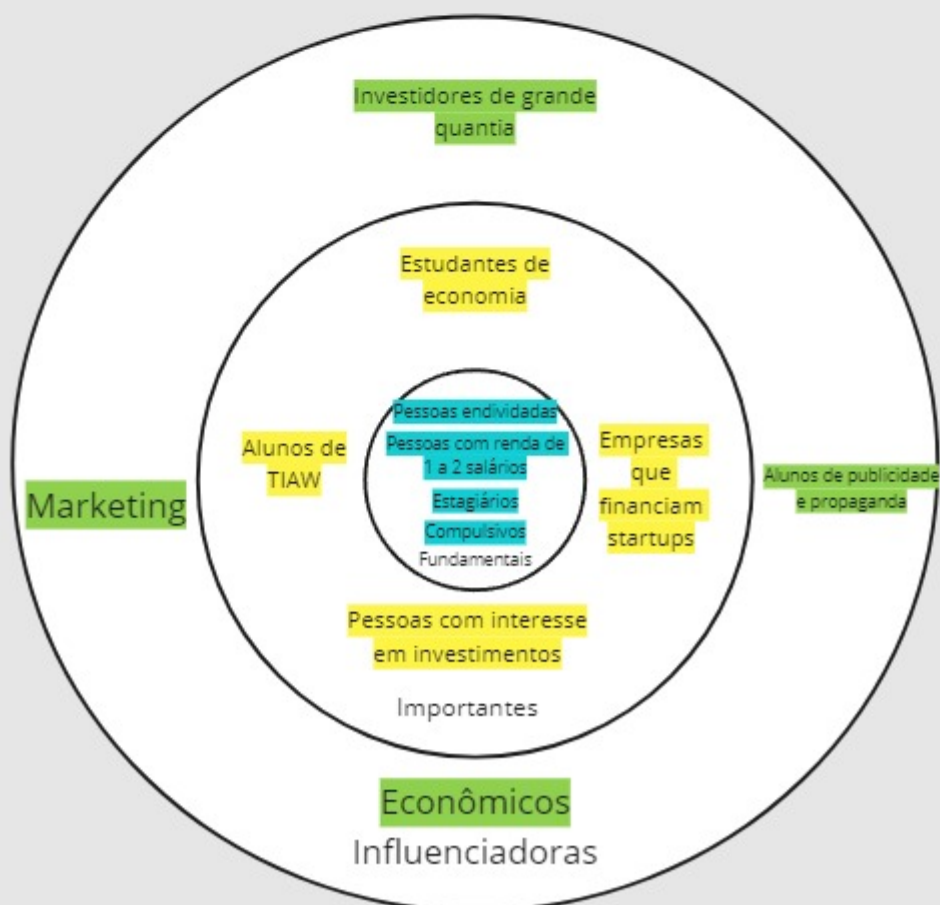 Investidores de grande
quantia
Estudantes de
economia
Pessoas endividadas
Pessoas com renda de
1 a 2 salários
Estagiários
Compulsivos
Fundamentais
Alunos de
TIAW
Empresas
que
financiam
startups
Marketing
Alunos de publicidade
e propaganda
Pessoas com interesse
em investimentos
Importantes
Econômicos
Influenciadoras